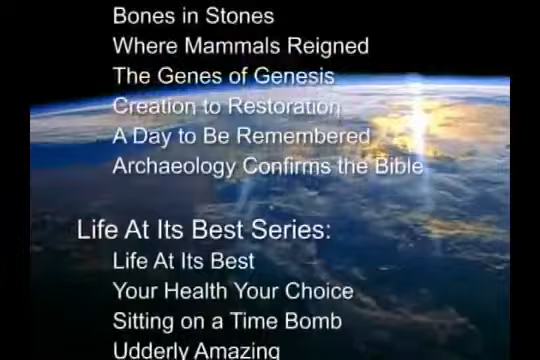 Bones in Stones
Where Mammals Reigned
The Genes of Genesis
Creation to Restoration
A Day to Be Remembered
Archaeology Confirms the Bible
Life At Its Best Series:
Life At Its Best
Your Health Your Choice
Sitting on a Time Bomb
Udderly Amazing